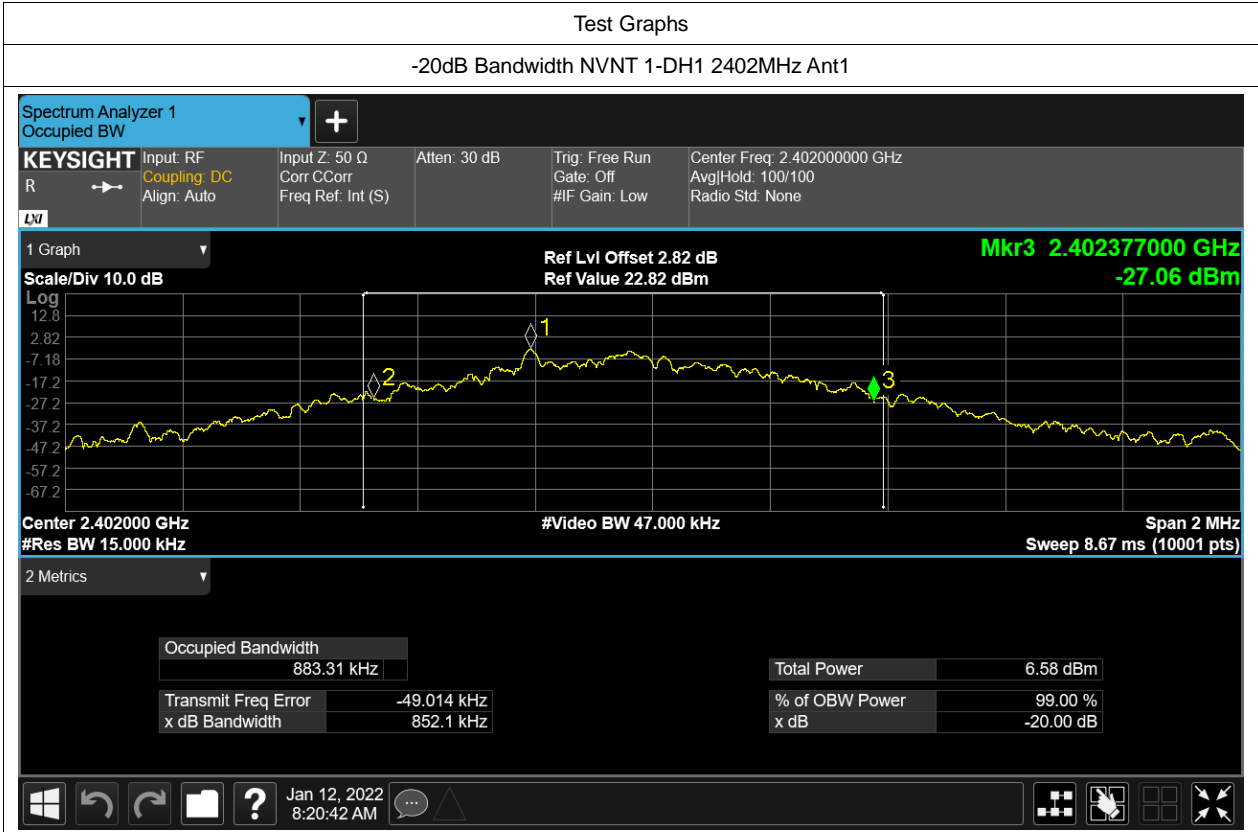 Test Graphs
-20dB Bandwidth NVNT 1-DH1 2402MHz Ant1
Spectrum Analyzer 1
Occupied BW
+
KEYSIGHT Input: RF Input Z: 50 Ω Atten: 30 dB Trig: Free Run Center Freq: 2.402000000 GHz
R Coupling: DC Corr CCorr Gate: Off Avg|Hold: 100/100
Align: Auto Freq Ref: Int (S) #IF Gain: Low Radio Std: None
LXI
1 Graph
Ref Lvl Offset 2.82 dB Mkr3 2.402377000 GHz
Scale/Div 10.0 dB Ref Value 22.82 dBm -27.06 dBm
Log
12.8
2.82
-7.18
-17.2
-27.2
-37.2
-47.2
-57.2
-67.2
1
2
3
Center 2.402000 GHz #Video BW 47.000 kHz Span 2 MHz
#Res BW 15.000 kHz Sweep 8.67 ms (10001 pts)
2 Metrics
Occupied Bandwidth
883.31 kHz Total Power 6.58 dBm
Transmit Freq Error -49.014 kHz % of OBW Power 99.00 %
x dB Bandwidth 852.1 kHz x dB -20.00 dB
? Jan 12, 2022
8:20:42 AM